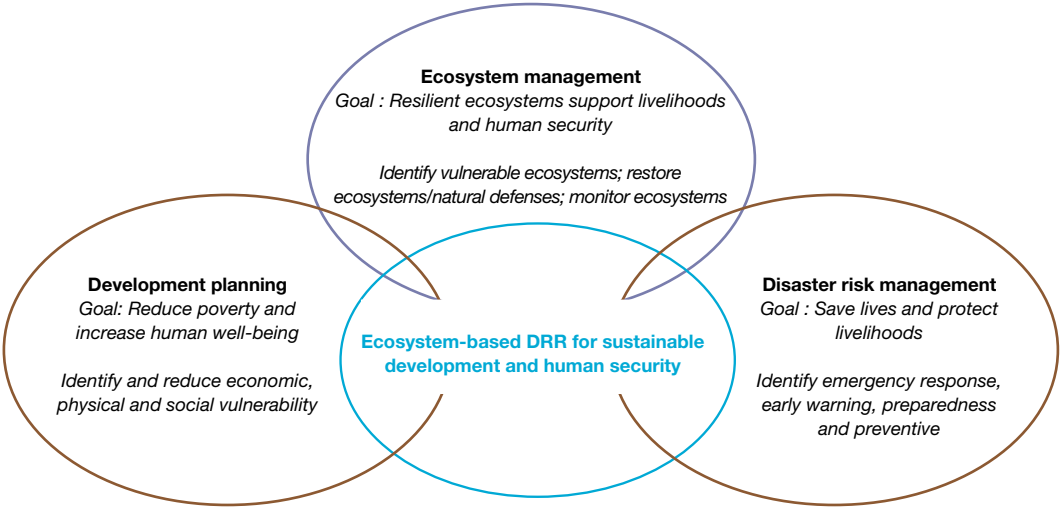 Ecosystem management
Goal : Resilient ecosystems support livelihoods
and human security
Identify vulnerable ecosystems; restore
ecosystems/natural defenses; monitor ecosystems
Development planning
Goal: Reduce poverty and
increase human well-being
Identify and reduce economic,
physical and social vulnerability
Ecosystem-based DRR for sustainable
development and human security
Disaster risk management
Goal : Save lives and protect
livelihoods
Identify emergency response,
early warning, preparedness
and preventive